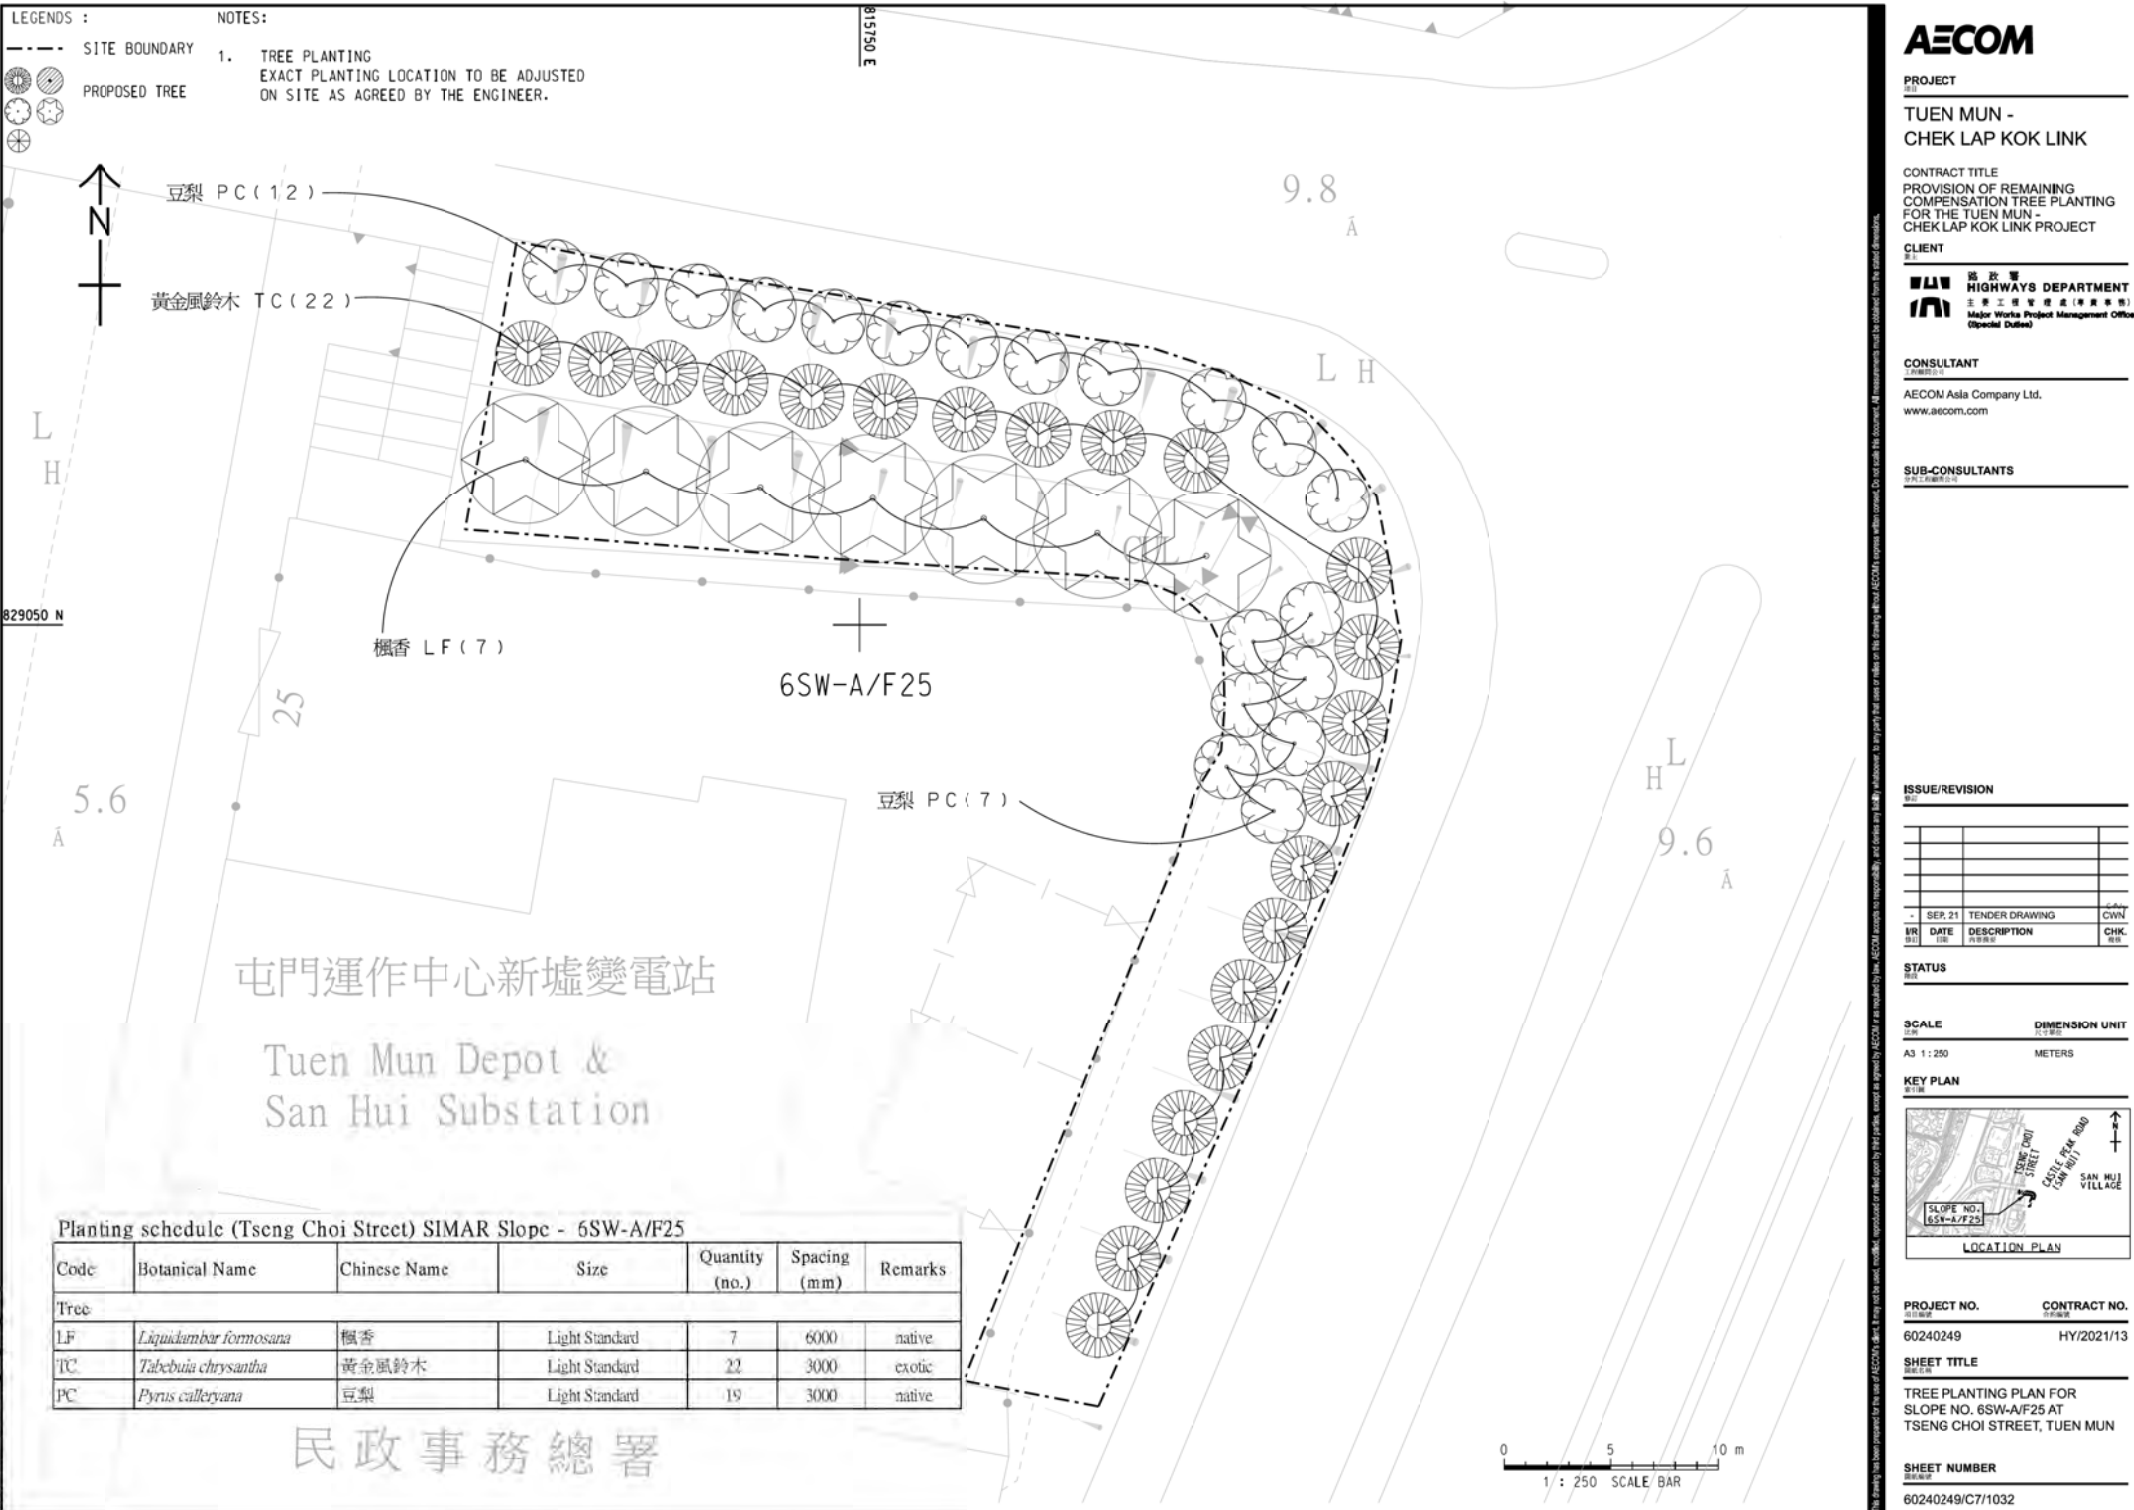 LEGENDS :
SITE BOUNDARY
PROPOSED TREE
NOTES:
1. TREE PLANTING
EXACT PLANTING LOCATION TO BE ADJUSTED
ON SITE AS AGREED BY THE ENGINEER.
815750 E
N
豆梨 PC(12)
黃金風鈴木 TC(22)
9.8
L H
L
H
829050 N
楓香 LF(7)
6SW-A/F25
25
5.6
豆梨 PC(7)
H L
9.6
屯門運作中心新墟變電站
Tuen Mun Depot &
San Hui Substation
Planting schedule (Tseng Choi Street) SIMAR Slope - 6SW-A/F25
Code Botanical Name Chinese Name Size Quantity (no.) Spacing (mm) Remarks
Tree
LF Liquidambar formosana 楓香 Light Standard 7 6000 native
TC Tabebuia chrysantha 黃金風鈴木 Light Standard 22 3000 exotic
PC Pyrus calleryana 豆梨 Light Standard 19 3000 native
民政事務總署
0 5 10 m
1 : 250 SCALE BAR
AECOM
PROJECT
TUEN MUN -
CHEK LAP KOK LINK
CONTRACT TITLE
PROVISION OF REMAINING
COMPENSATION TREE PLANTING
FOR THE TUEN MUN -
CHEK LAP KOK LINK PROJECT
CLIENT
路政署
HIGHWAYS DEPARTMENT
Major Works Project Management Office
(Special Duties)
CONSULTANT
AECOM Asia Company Ltd.
www.aecom.com
SUB-CONSULTANTS
ISSUE/REVISION
- SEP. 21 TENDER DRAWING CWN
I/R DATE DESCRIPTION CHK.
STATUS
SCALE DIMENSION UNIT
A3 1 : 250 METERS
KEY PLAN
N
TSENG CHOI
STREET
CASTLE PEAK ROAD
(SAN HUI)
SAN HUI
VILLAGE
SLOPE NO.
6SW-A/F25
LOCATION PLAN
PROJECT NO. CONTRACT NO.
60240249 HY/2021/13
SHEET TITLE
TREE PLANTING PLAN FOR
SLOPE NO. 6SW-A/F25 AT
TSENG CHOI STREET, TUEN MUN
SHEET NUMBER
60240249/C7/1032